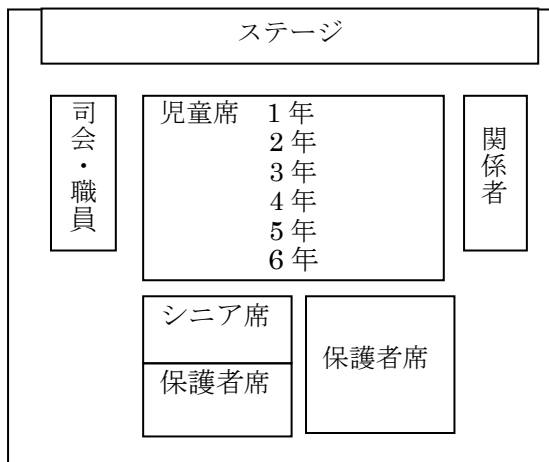 ステージ
司会・職員
児童席 1年
2年
3年
4年
5年
6年
関係者
シニア席
保護者席
保護者席